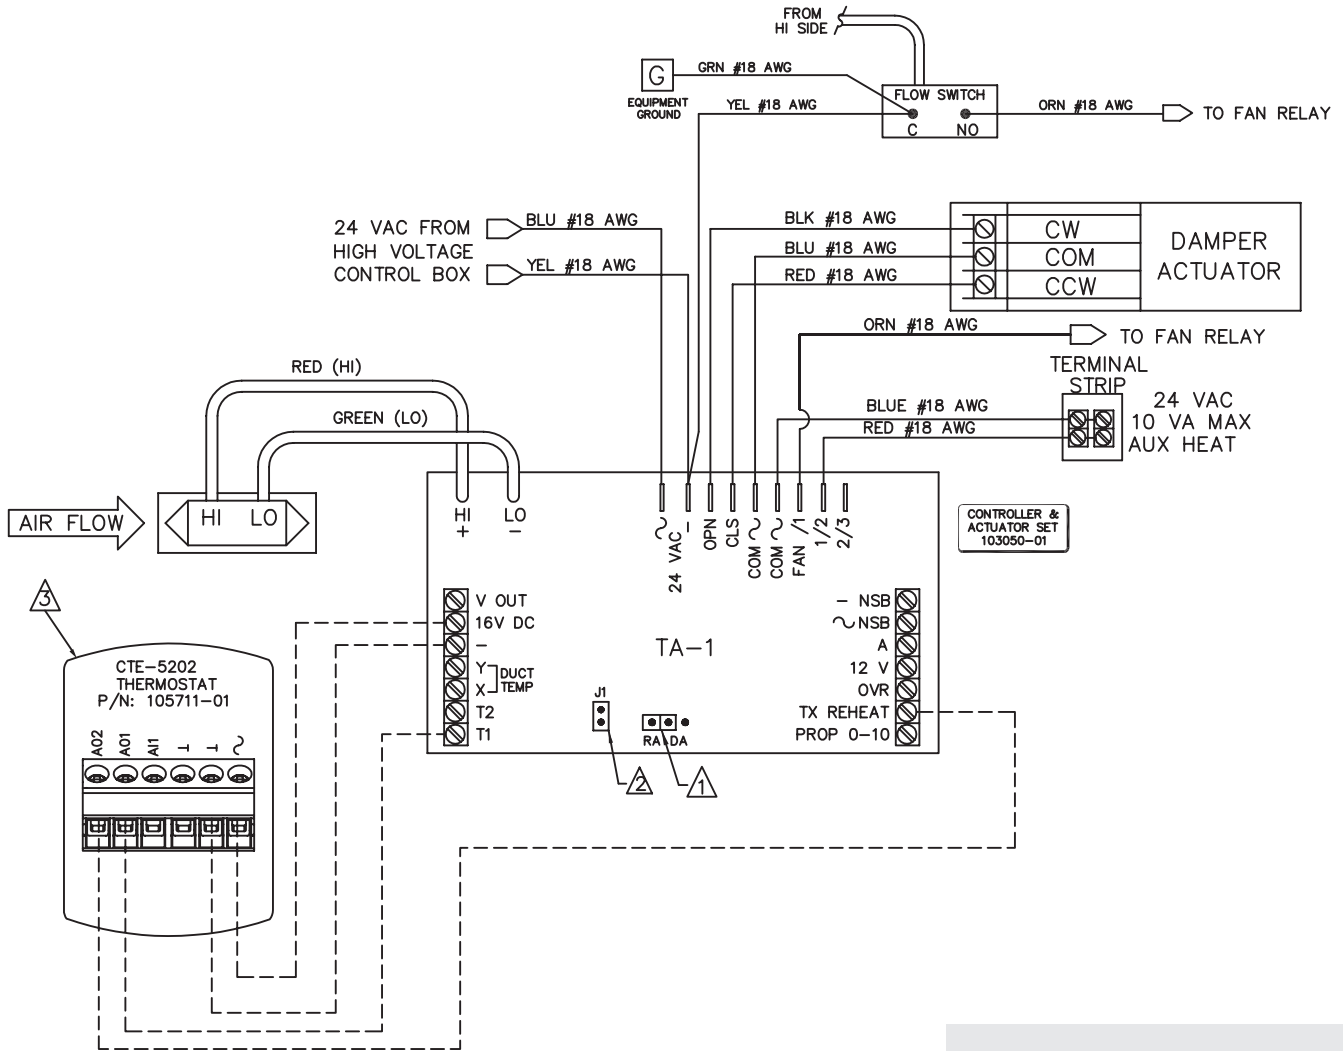 FROM
HI SIDE
G
GRN #18 AWG
EQUIPMENT
GROUND
YEL #18 AWG
FLOW SWITCH
C NO
ORN #18 AWG
TO FAN RELAY
24 VAC FROM
HIGH VOLTAGE
CONTROL BOX
BLU #18 AWG
YEL #18 AWG
BLK #18 AWG
BLU #18 AWG
RED #18 AWG
CW
COM
CCW
DAMPER
ACTUATOR
ORN #18 AWG
TO FAN RELAY
TERMINAL
STRIP
BLUE #18 AWG
RED #18 AWG
24 VAC
10 VA MAX
AUX HEAT
RED (HI)
GREEN (LO)
AIR FLOW
HI LO
HI
+
LO
-
~
24 VAC
-
OPN
CLS
COM ~
COM ~
FAN /1
1/2
2/3
CONTROLLER &
ACTUATOR SET
103050-01
V OUT
16V DC
-
Y
X
DUCT
TEMP
T2
T1
TA-1
J1
RA DA
2
1
- NSB
~ NSB
A
12 V
OVR
TX REHEAT
PROP 0-10
3
CTE-5202
THERMOSTAT
P/N: 105711-01
AO2
AO1
AI1
⊥
⊥
~